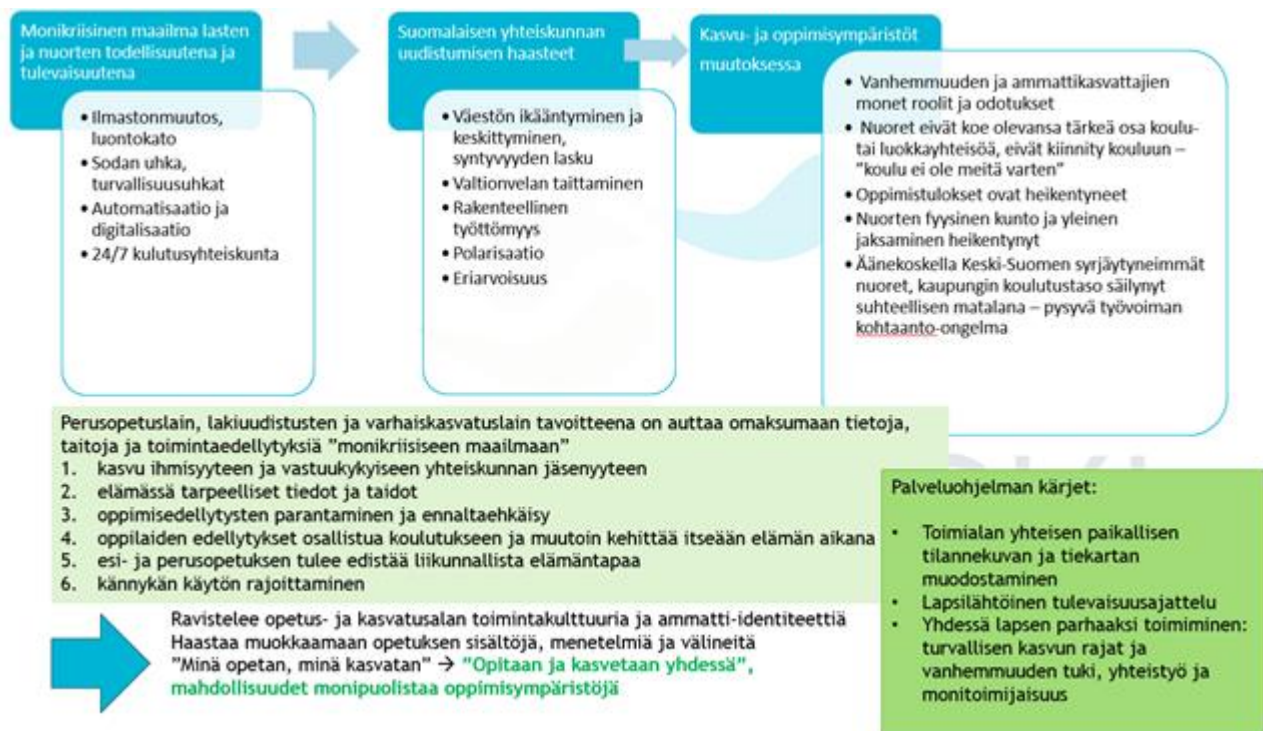 Monikriisinen maailma lasten
ja nuorten todellisuutena ja
tulevaisuutena
• Ilmastonmuutos,
luontokato
• Sodan uhka,
turvallisuusuhkat
• Automatisaatio ja
digitalisaatio
• 24/7 kulutusyhteiskunta
Suomalaisen yhteiskunnan
uudistumisen haasteet
• Väestön ikääntyminen ja
keskittyminen,
syntyvyyden lasku
• Valtionvelan taittaminen
• Rakenteellinen
työttömyys
• Polarisaatio
• Eriarvoisuus
Kasvu- ja oppimisympäristöt
muutoksessa
• Vanhemmuuden ja ammattikasvattajien
monet roolit ja odotukset
• Nuoret eivät koe olevansa tärkeä osa koulu-
tai luokkayhteisöä, eivät kiinnity kouluun –
"koulu ei ole meitä varten"
• Oppimistulokset ovat heikentyneet
• Nuorten fyysinen kunto ja yleinen
jaksaminen heikentynyt
• Äänekoskella Keski-Suomen syrjäytyneimmät
nuoret, kaupungin koulutustaso säilynyt
suhteellisen matalana – pysyvä työvoiman
kohtaanto-ongelma
Perusopetuslain, lakiuudistusten ja varhaiskasvatuslain tavoitteena on auttaa omaksumaan tietoja,
taitoja ja toimintaedellytyksiä "monikriisiseen maailmaan"
1. kasvu ihmisyyteen ja vastuukykyiseen yhteiskunnan jäsenyyteen
2. elämässä tarpeelliset tiedot ja taidot
3. oppimisedellytysten parantaminen ja ennaltaehkäisy
4. oppilaiden edellytykset osallistua koulutukseen ja muutoin kehittää itseään elämän aikana
5. esi- ja perusopetuksen tulee edistää liikunnallista elämäntapaa
6. kännykän käytön rajoittaminen
Ravistelee opetus- ja kasvatusalan toimintakulttuuria ja ammatti-identiteettiä
Haastaa muokkaamaan opetuksen sisältöjä, menetelmiä ja välineitä
"Minä opetan, minä kasvatan" → "Opitaan ja kasvetaan yhdessä",
mahdollisuudet monipuolistaa oppimisympäristöjä
Palveluohjelman kärjet:
• Toimialan yhteisen paikallisen
tilannekuvan ja tiekartan
muodostaminen
• Lapsilähtöinen tulevaisuusajattelu
• Yhdessä lapsen parhaaksi toimiminen:
turvallisen kasvun rajat ja
vanhemmuuden tuki, yhteistyö ja
monitoimijaisuus